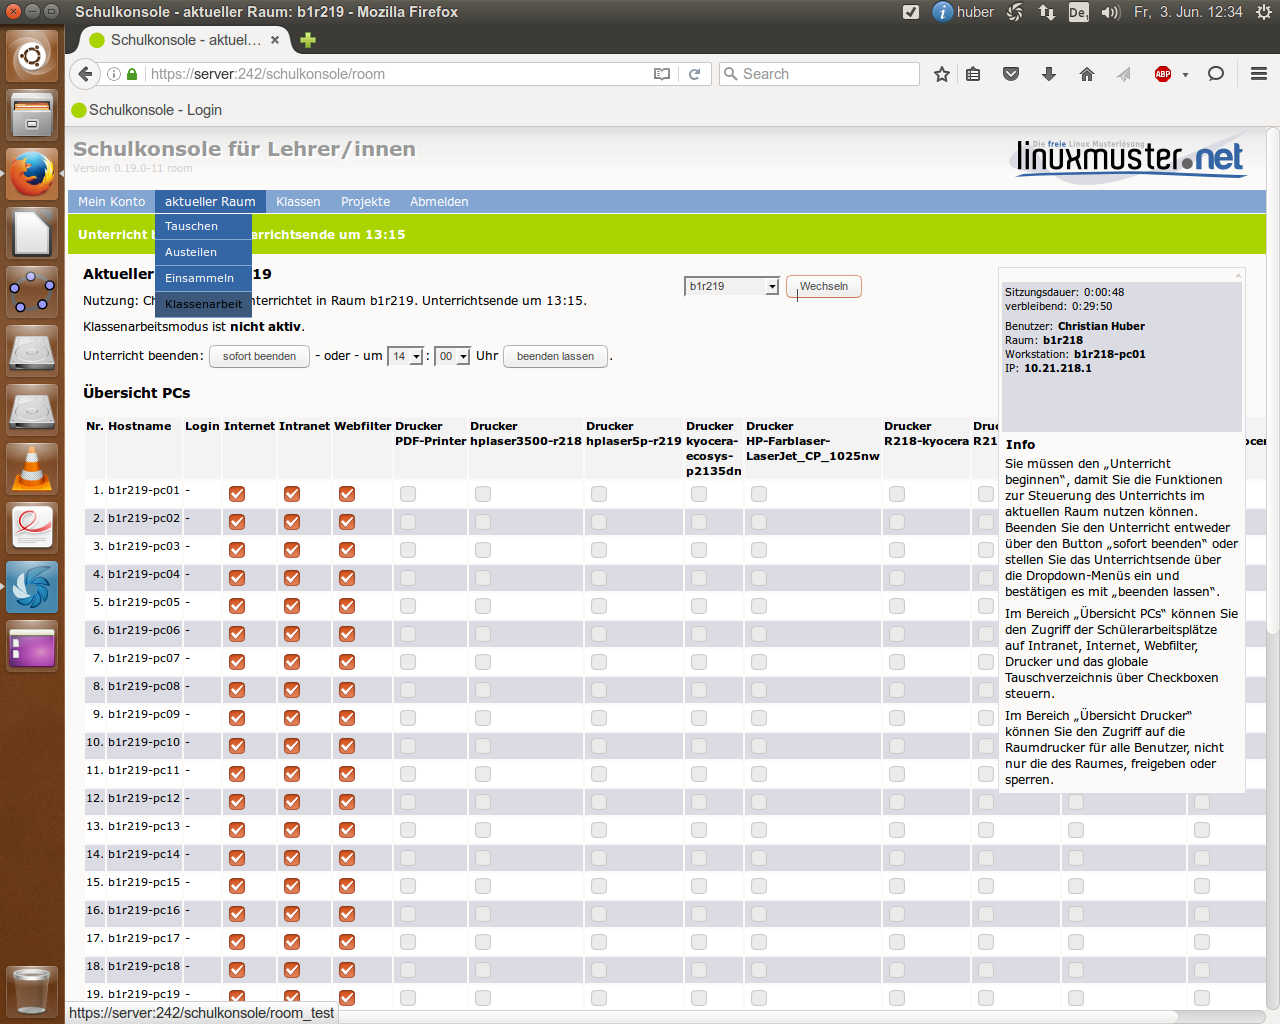 Schulkonsole - aktueller Raum: b1r219 - Mozilla Firefox
huber De1 Fr, 3. Jun. 12:34
Schulkonsole - aktuel...
https://server:242/schulkonsole/room Search ABP
Schulkonsole - Login
Schulkonsole für Lehrer/innen
Version 0.19.0-11 room
Die freie Linux Musterlösung
linuxmuster.net
Mein Konto aktueller Raum Klassen Projekte Abmelden
Tauschen
Austeilen
Einsammeln
Klassenarbeit
Unterricht errichtsende um 13:15
Aktueller 19
b1r219 Wechseln
Nutzung: nterrichtet in Raum b1r219. Unterrichtsende um 13:15.
Klassenarbeitsmodus ist nicht aktiv.
Unterricht beenden: sofort beenden - oder - um 14 : 00 Uhr beenden lassen .
Übersicht PCs
Nr. Hostname Login Internet Intranet Webfilter Drucker PDF-Printer Drucker hplaser3500-r218 Drucker hplaser5p-r219 Drucker kyocera-ecosys-p2135dn Drucker HP-Farblaser-LaserJet_CP_1025nw Drucker R218-kyocera
1. b1r219-pc01 -
2. b1r219-pc02 -
3. b1r219-pc03 -
4. b1r219-pc04 -
5. b1r219-pc05 -
6. b1r219-pc06 -
7. b1r219-pc07 -
8. b1r219-pc08 -
9. b1r219-pc09 -
10. b1r219-pc10 -
11. b1r219-pc11 -
12. b1r219-pc12 -
13. b1r219-pc13 -
14. b1r219-pc14 -
15. b1r219-pc15 -
16. b1r219-pc16 -
17. b1r219-pc17 -
18. b1r219-pc18 -
19. b1r219-pc19 -
Sitzungsdauer: 0:00:48
verbleibend: 0:29:50
Benutzer: Christian Huber
Raum: b1r218
Workstation: b1r218-pc01
IP: 10.21.218.1
Info
Sie müssen den „Unterricht
beginnen“, damit Sie die Funktionen
zur Steuerung des Unterrichts im
aktuellen Raum nutzen können.
Beenden Sie den Unterricht entweder
über den Button „sofort beenden“ oder
stellen Sie das Unterrichtsende über
die Dropdown-Menüs ein und
bestätigen es mit „beenden lassen“.
Im Bereich „Übersicht PCs“ können Sie
den Zugriff der Schülerarbeitsplätze
auf Intranet, Internet, Webfilter,
Drucker und das globale
Tauschverzeichnis über Checkboxen
steuern.
Im Bereich „Übersicht Drucker“
können Sie den Zugriff auf die
Raumdrucker für alle Benutzer, nicht
nur die des Raumes, freigeben oder
sperren.
https://server:242/schulkonsole/room_test